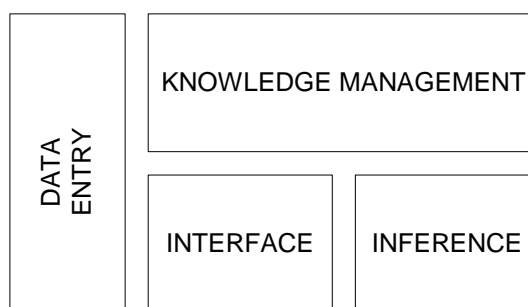 DATA
ENTRY
KNOWLEDGE MANAGEMENT
INTERFACE
INFERENCE